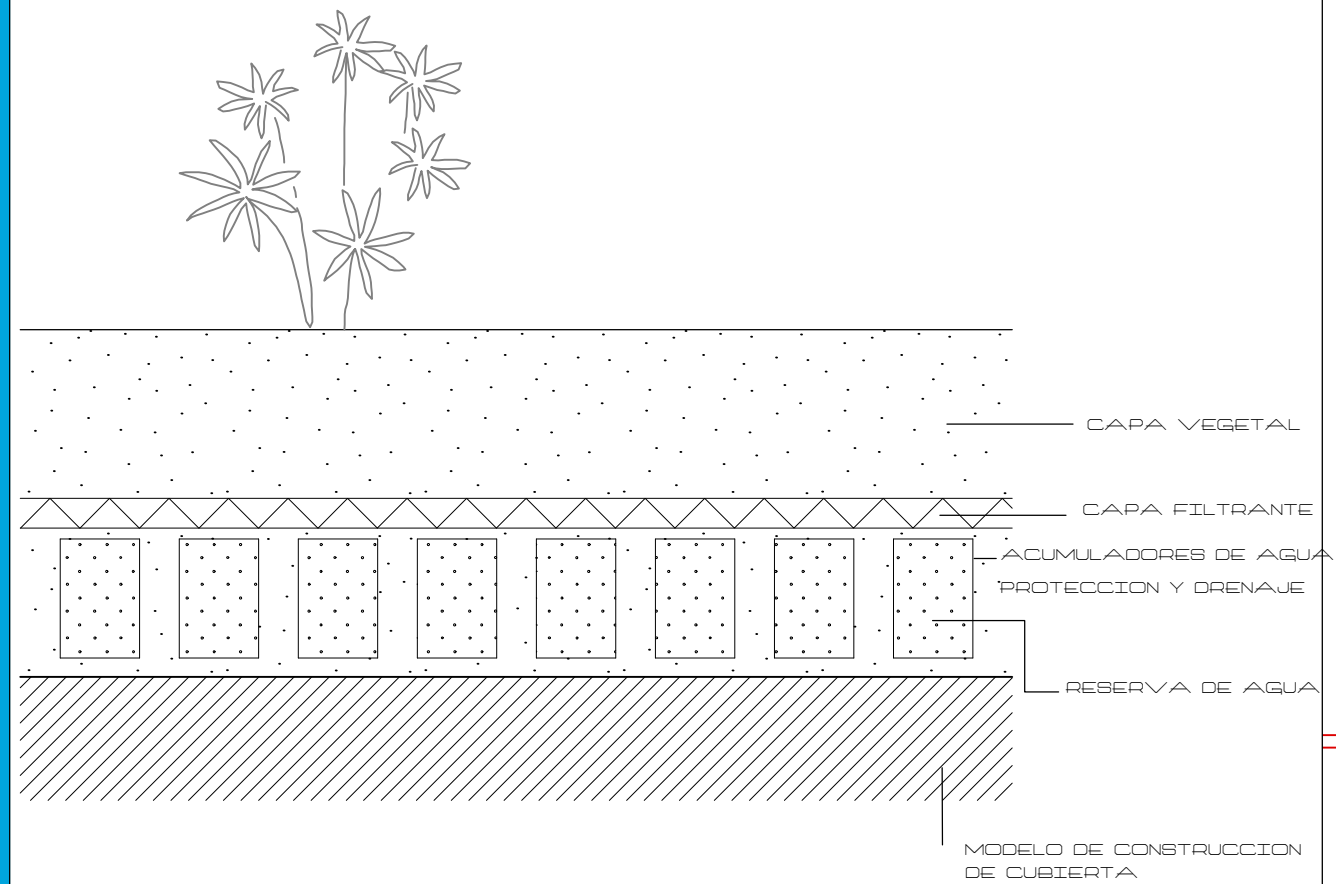 CAPA VEGETAL
CAPA FILTRANTE
ACUMULADORES DE AGUA
PROTECCION Y DRENAJE
RESERVA DE AGUA
MODELO DE CONSTRUCCION
DE CUBIERTA